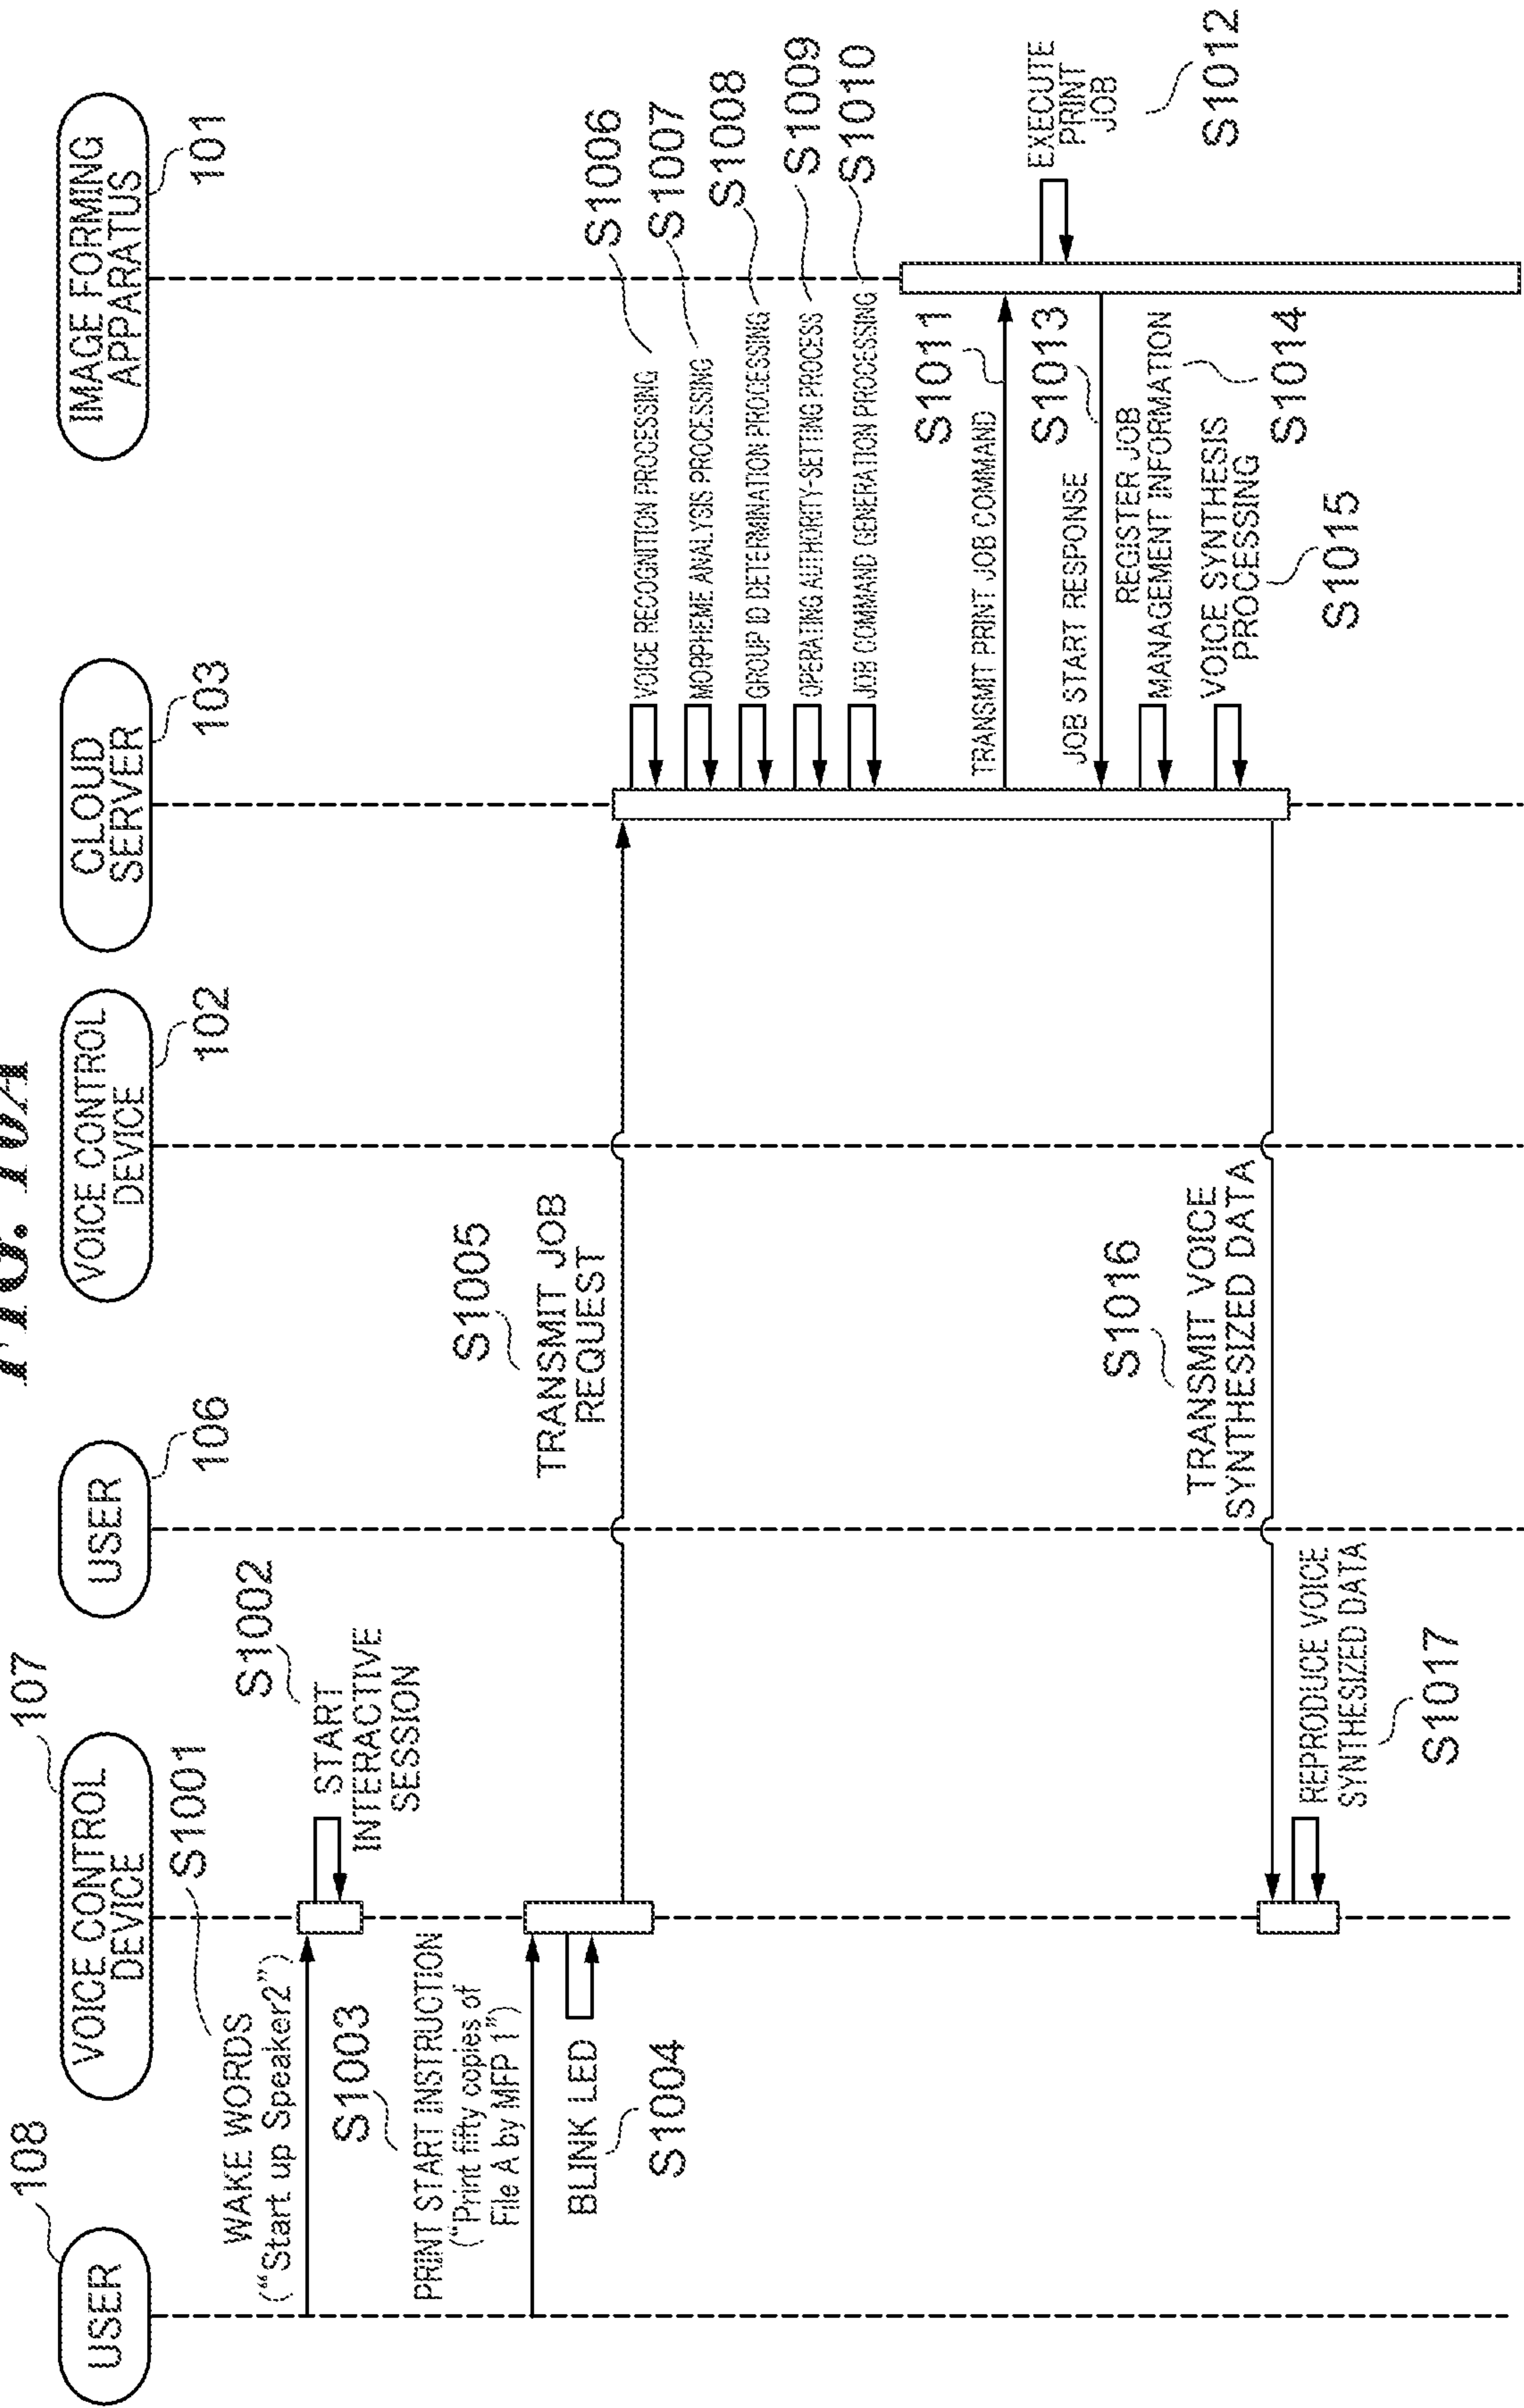 FIG. 10A
USER
108
VOICE CONTROL
DEVICE
107
USER
106
VOICE CONTROL
DEVICE
102
CLOUD
SERVER
103
IMAGE FORMING
APPARATUS
101
S1001
WAKE WORDS
(“Start up Speaker2”)
S1002
START
INTERACTIVE
SESSION
S1003
PRINT START INSTRUCTION
(“Print fifty copies of
File A by MFP 1”)
BLINK LED
S1004
S1005
TRANSMIT JOB
REQUEST
VOICE RECOGNITION PROCESSING
S1006
MORPHEME ANALYSIS PROCESSING
S1007
GROUP ID DETERMINATION PROCESSING
S1008
OPERATING AUTHORITY-SETTING PROCESS
S1009
JOB COMMAND GENERATION PROCESSING
S1010
TRANSMIT PRINT JOB COMMAND
S1011
EXECUTE
PRINT
JOB
S1012
JOB START RESPONSE
S1013
REGISTER JOB
MANAGEMENT INFORMATION
S1014
VOICE SYNTHESIS
PROCESSING
S1015
S1016
TRANSMIT VOICE
SYNTHESIZED DATA
REPRODUCE VOICE
SYNTHESIZED DATA
S1017